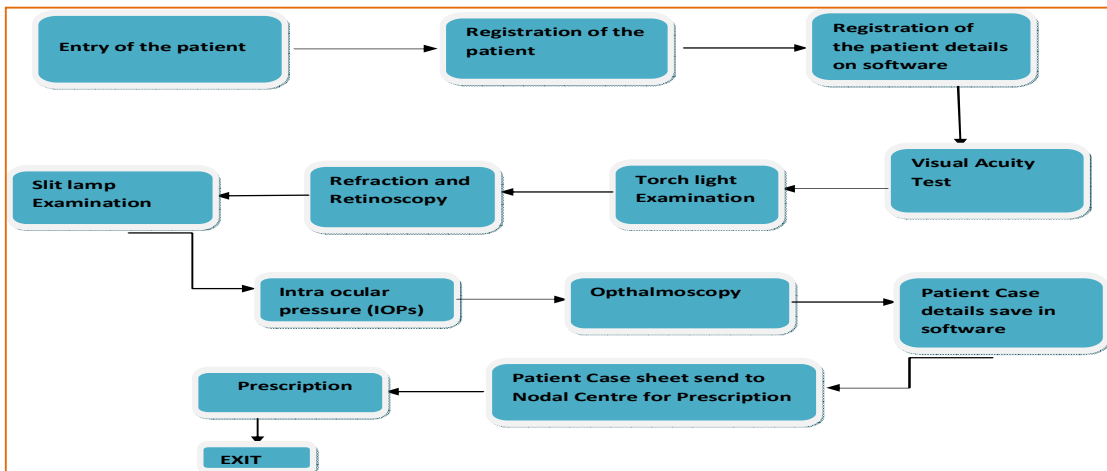 Entry of the patient
Registration of the
patient
Registration of
the patient details
on software
Visual Acuity
Test
Torch light
Examination
Refraction and
Retinoscopy
Slit lamp
Examination
Intra ocular
pressure (IOPs)
Opthalmoscopy
Patient Case
details save in
software
Patient Case sheet send to
Nodal Centre for Prescription
Prescription
EXIT